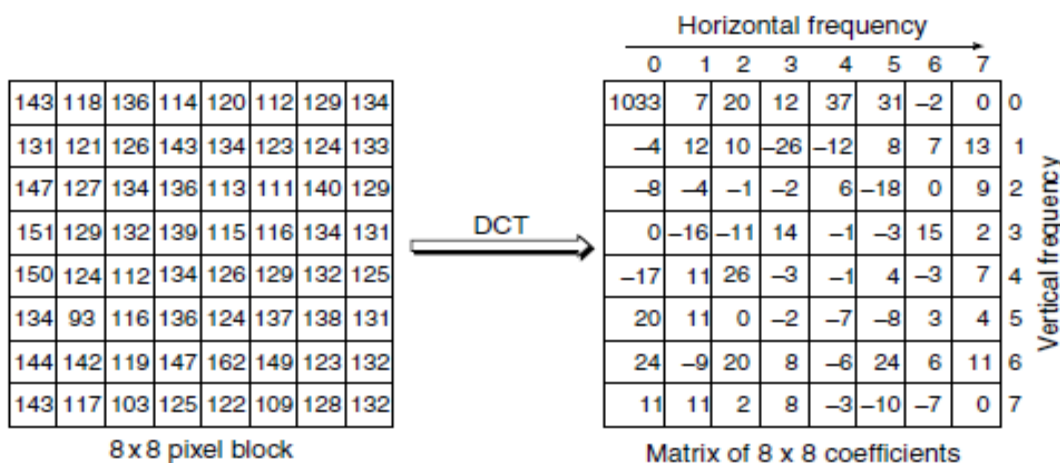 Horizontal frequency
0 1 2 3 4 5 6 7
143 118 136 114 120 112 129 134
131 121 126 143 134 123 124 133
147 127 134 136 113 111 140 129
151 129 132 139 115 116 134 131
150 124 112 134 126 129 132 125
134 93 116 136 124 137 138 131
144 142 119 147 162 149 123 132
143 117 103 125 122 109 128 132
8 x 8 pixel block
DCT
1033 7 20 12 37 31 –2 0 0
–4 12 10 –26 –12 8 7 13 1
–8 –4 –1 –2 6 –18 0 9 2
0 –16 –11 14 –1 –3 15 2 3
–17 11 26 –3 –1 4 –3 7 4
20 11 0 –2 –7 –8 3 4 5
24 –9 20 8 –6 24 6 11 6
11 11 2 8 –3 –10 –7 0 7
Vertical frequency
Matrix of 8 x 8 coefficients